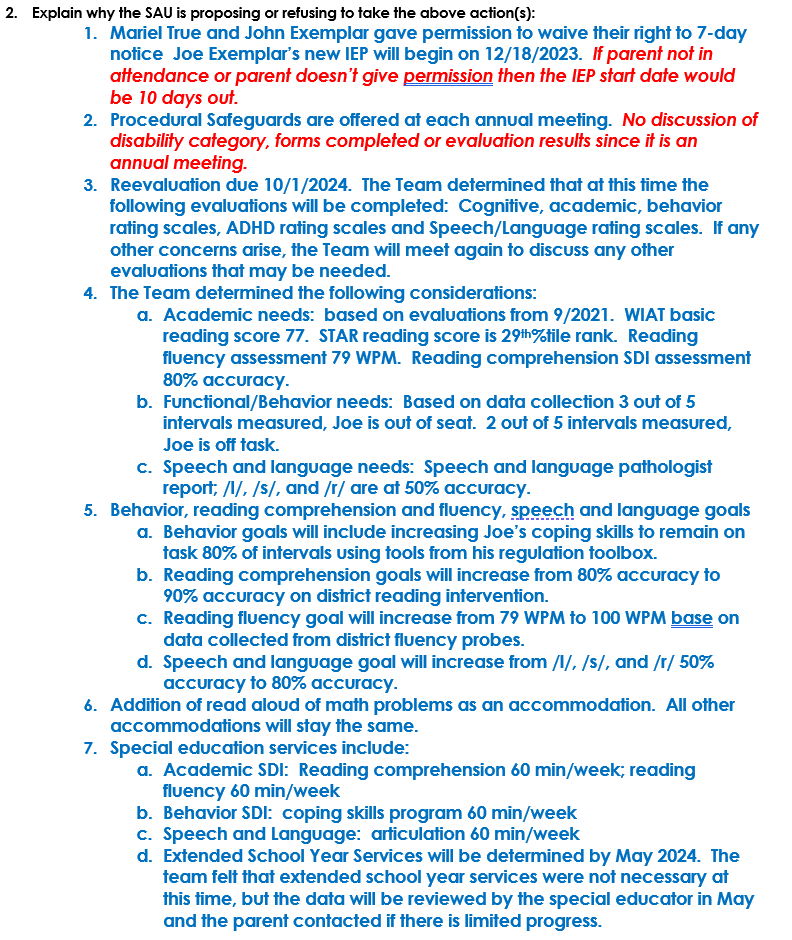 2. Explain why the SAU is proposing or refusing to take the above action(s):
1. Mariel True and John Exemplar gave permission to waive their right to 7-day
notice Joe Exemplar's new IEP will begin on 12/18/2023. If parent not in
attendance or parent doesn't give permission then the IEP start date would
be 10 days out.
2. Procedural Safeguards are offered at each annual meeting. No discussion of
disability category, forms completed or evaluation results since it is an
annual meeting.
3. Reevaluation due 10/1/2024. The Team determined that at this time the
following evaluations will be completed: Cognitive, academic, behavior
rating scales, ADHD rating scales and Speech/Language rating scales. If any
other concerns arise, the Team will meet again to discuss any other
evaluations that may be needed.
4. The Team determined the following considerations:
a. Academic needs: based on evaluations from 9/2021. WIAT basic
reading score 77. STAR reading score is 29th%tile rank. Reading
fluency assessment 79 WPM. Reading comprehension SDI assessment
80% accuracy.
b. Functional/Behavior needs: Based on data collection 3 out of 5
intervals measured, Joe is out of seat. 2 out of 5 intervals measured,
Joe is off task.
c. Speech and language needs: Speech and language pathologist
report; /l/, /s/, and /r/ are at 50% accuracy.
5. Behavior, reading comprehension and fluency, speech and language goals
a. Behavior goals will include increasing Joe's coping skills to remain on
task 80% of intervals using tools from his regulation toolbox.
b. Reading comprehension goals will increase from 80% accuracy to
90% accuracy on district reading intervention.
c. Reading fluency goal will increase from 79 WPM to 100 WPM base on
data collected from district fluency probes.
d. Speech and language goal will increase from /l/, /s/, and /r/ 50%
accuracy to 80% accuracy.
6. Addition of read aloud of math problems as an accommodation. All other
accommodations will stay the same.
7. Special education services include:
a. Academic SDI: Reading comprehension 60 min/week; reading
fluency 60 min/week
b. Behavior SDI: coping skills program 60 min/week
c. Speech and Language: articulation 60 min/week
d. Extended School Year Services will be determined by May 2024. The
team felt that extended school year services were not necessary at
this time, but the data will be reviewed by the special educator in May
and the parent contacted if there is limited progress.